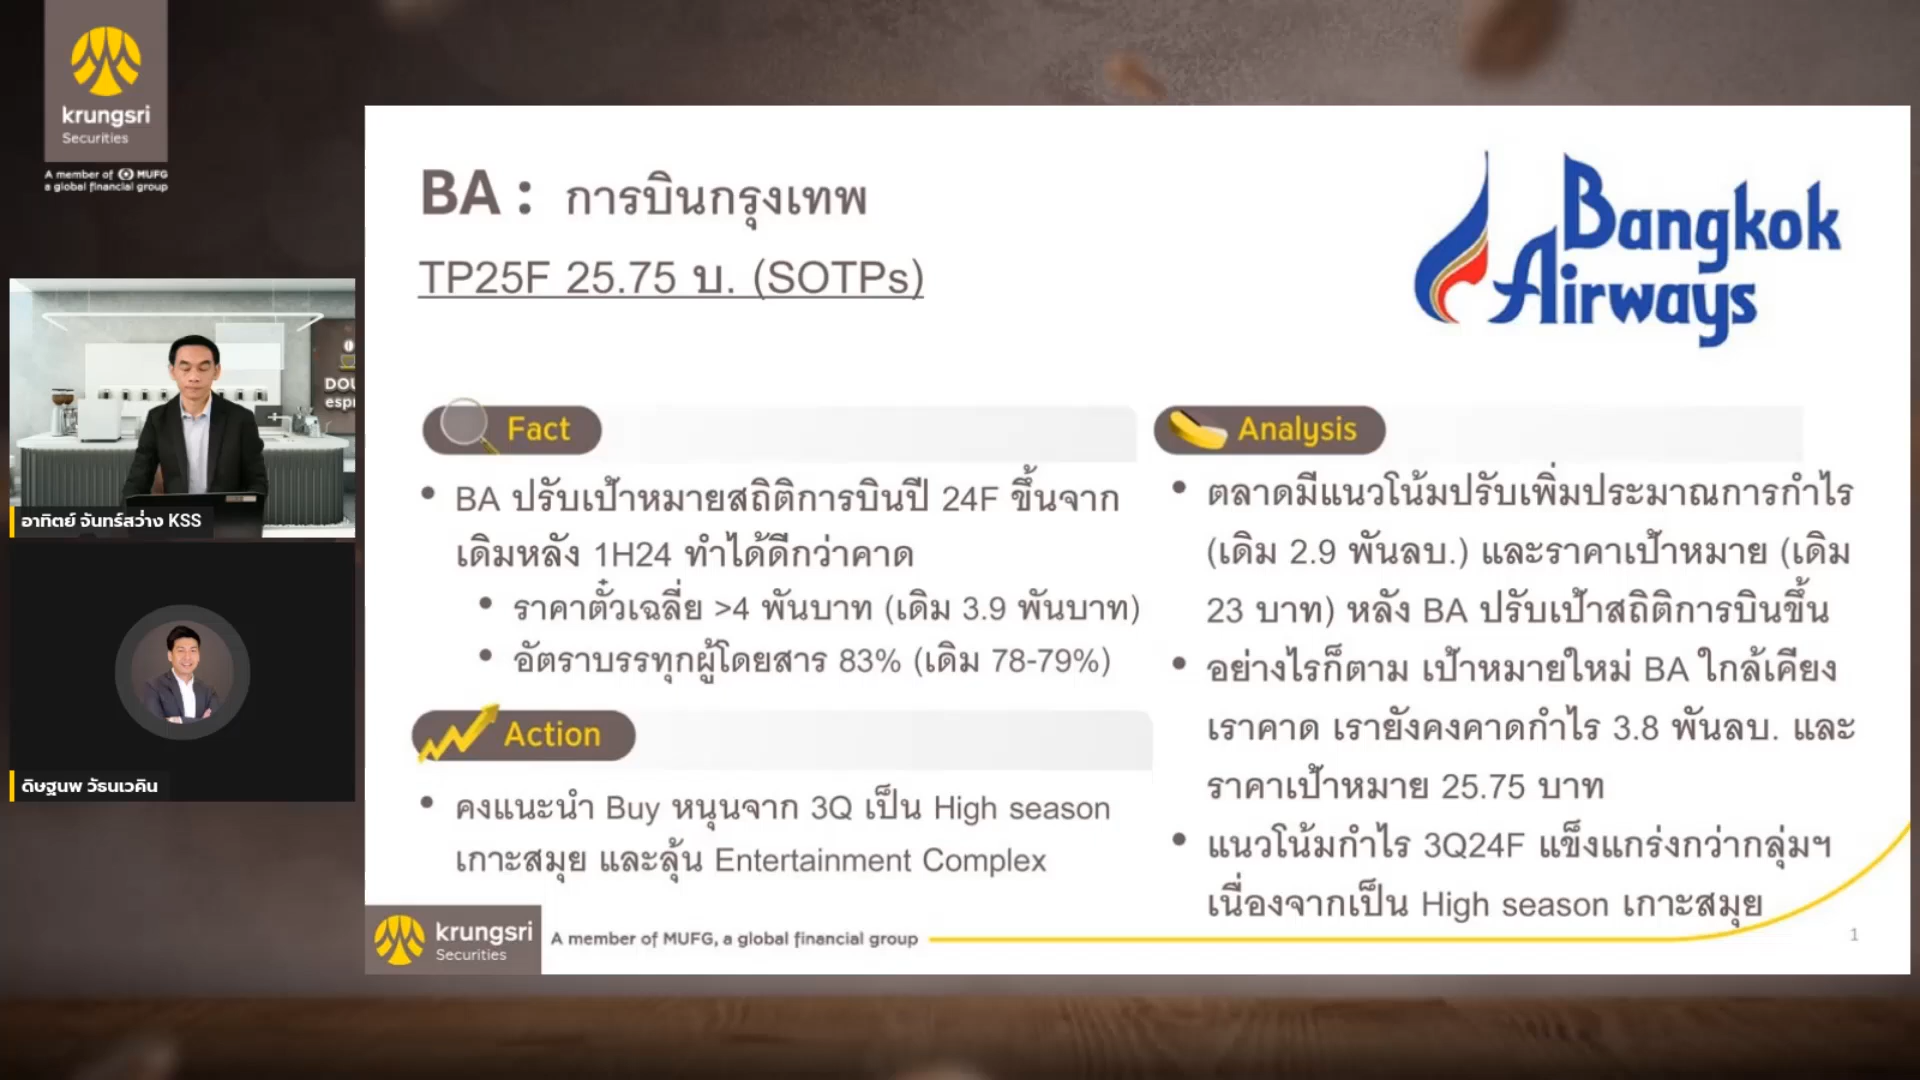 krungsri
Securities
A member of MUFG
a global financial group
BA : การบินกรุงเทพ
TP25F 25.75 บ. (SOTPs)
Bangkok
Airways
Fact
BA ปรับเป้าหมายสถิติการบินปี 24F ขึ้นจาก
เดิมหลัง 1H24 ทำได้ดีกว่าคาด
ราคาตั๋วเฉลี่ย >4 พันบาท (เดิม 3.9 พันบาท)
อัตราบรรทุกผู้โดยสาร 83% (เดิม 78-79%)
Action
คงแนะนำ Buy หนุนจาก 3Q เป็น High season
เกาะสมุย และลุ้น Entertainment Complex
Analysis
ตลาดมีแนวโน้มปรับเพิ่มประมาณการกำไร
(เดิม 2.9 พันลบ.) และราคาเป้าหมาย (เดิม
23 บาท) หลัง BA ปรับเป้าสถิติการบินขึ้น
อย่างไรก็ตาม เป้าหมายใหม่ BA ใกล้เคียง
เราคาด เรายังคงคาดกำไร 3.8 พันลบ. และ
ราคาเป้าหมาย 25.75 บาท
แนวโน้มกำไร 3Q24F แข็งแกร่งกว่ากลุ่มฯ
เนื่องจากเป็น High season เกาะสมุย
krungsri
Securities
A member of MUFG, a global financial group
1
อาทิตย์ จันทร์สว่าง KSS
ดิษฐนพ วัธนเวคิน